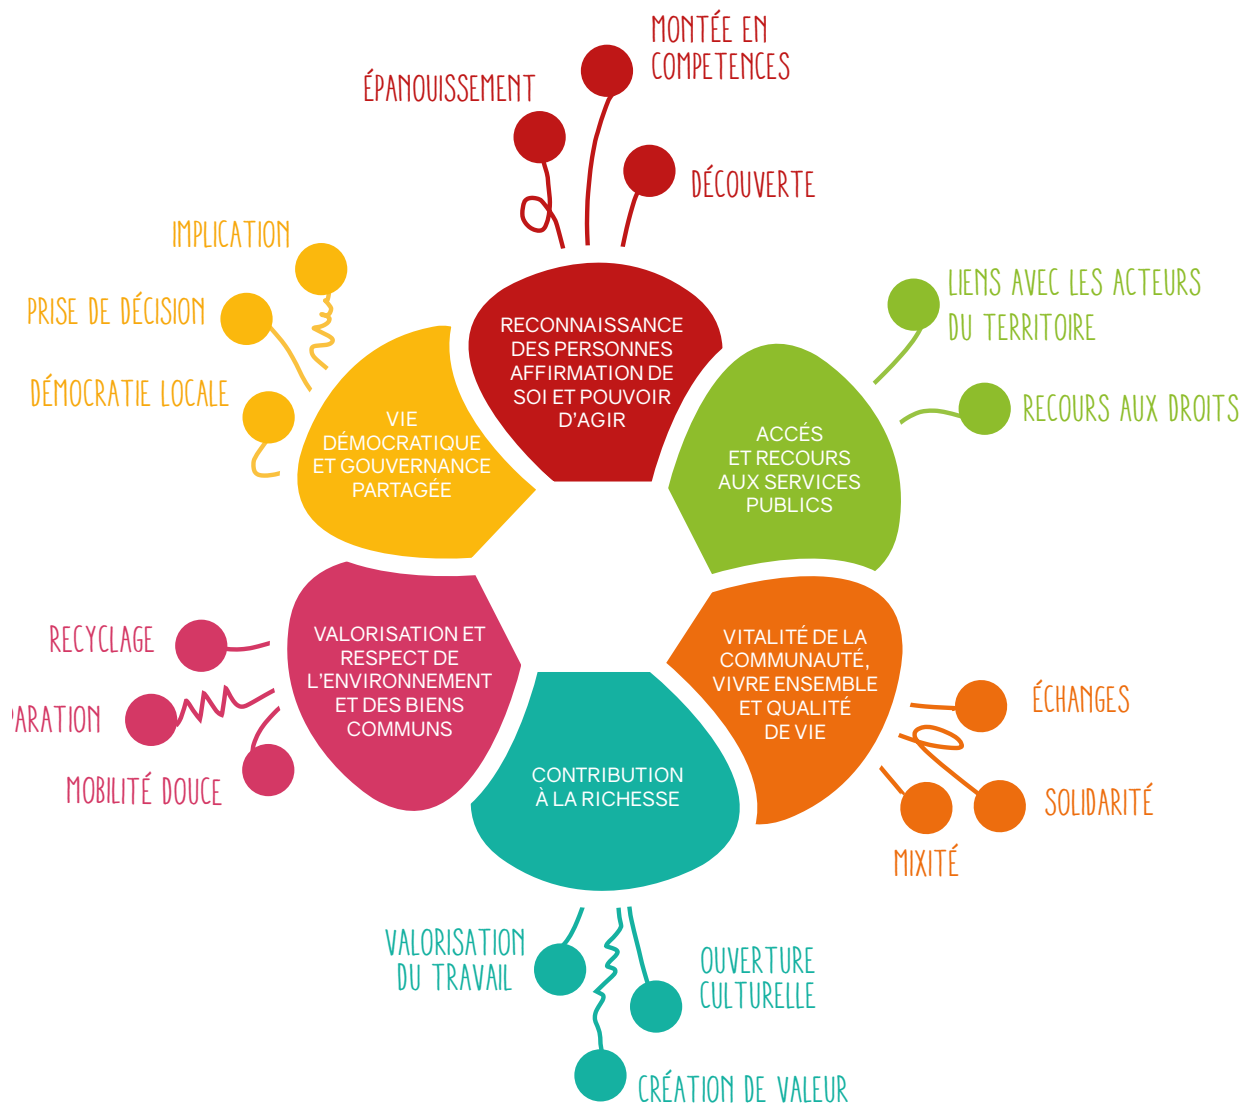 MONTÉE EN
COMPETENCES
ÉPANOUISSEMENT
DÉCOUVERTE
IMPLICATION
PRISE DE DÉCISION
DÉMOCRATIE LOCALE
LIENS AVEC LES ACTEURS
DU TERRITOIRE
RECOURS AUX DROITS
RECONNAISSANCE
DES PERSONNES
AFFIRMATION DE
SOI ET POUVOIR
D'AGIR
VIE
DÉMOCRATIQUE
ET GOUVERNANCE
PARTAGÉE
ACCÉS
ET RECOURS
AUX SERVICES
PUBLICS
VALORISATION ET
RESPECT DE
L'ENVIRONNEMENT
ET DES BIENS
COMMUNS
VITALITÉ DE LA
COMMUNAUTÉ,
VIVRE ENSEMBLE
ET QUALITÉ
DE VIE
CONTRIBUTION
À LA RICHESSE
RECYCLAGE
PARATION
MOBILITÉ DOUCE
ÉCHANGES
SOLIDARITÉ
MIXITÉ
VALORISATION
DU TRAVAIL
OUVERTURE
CULTURELLE
CRÉATION DE VALEUR